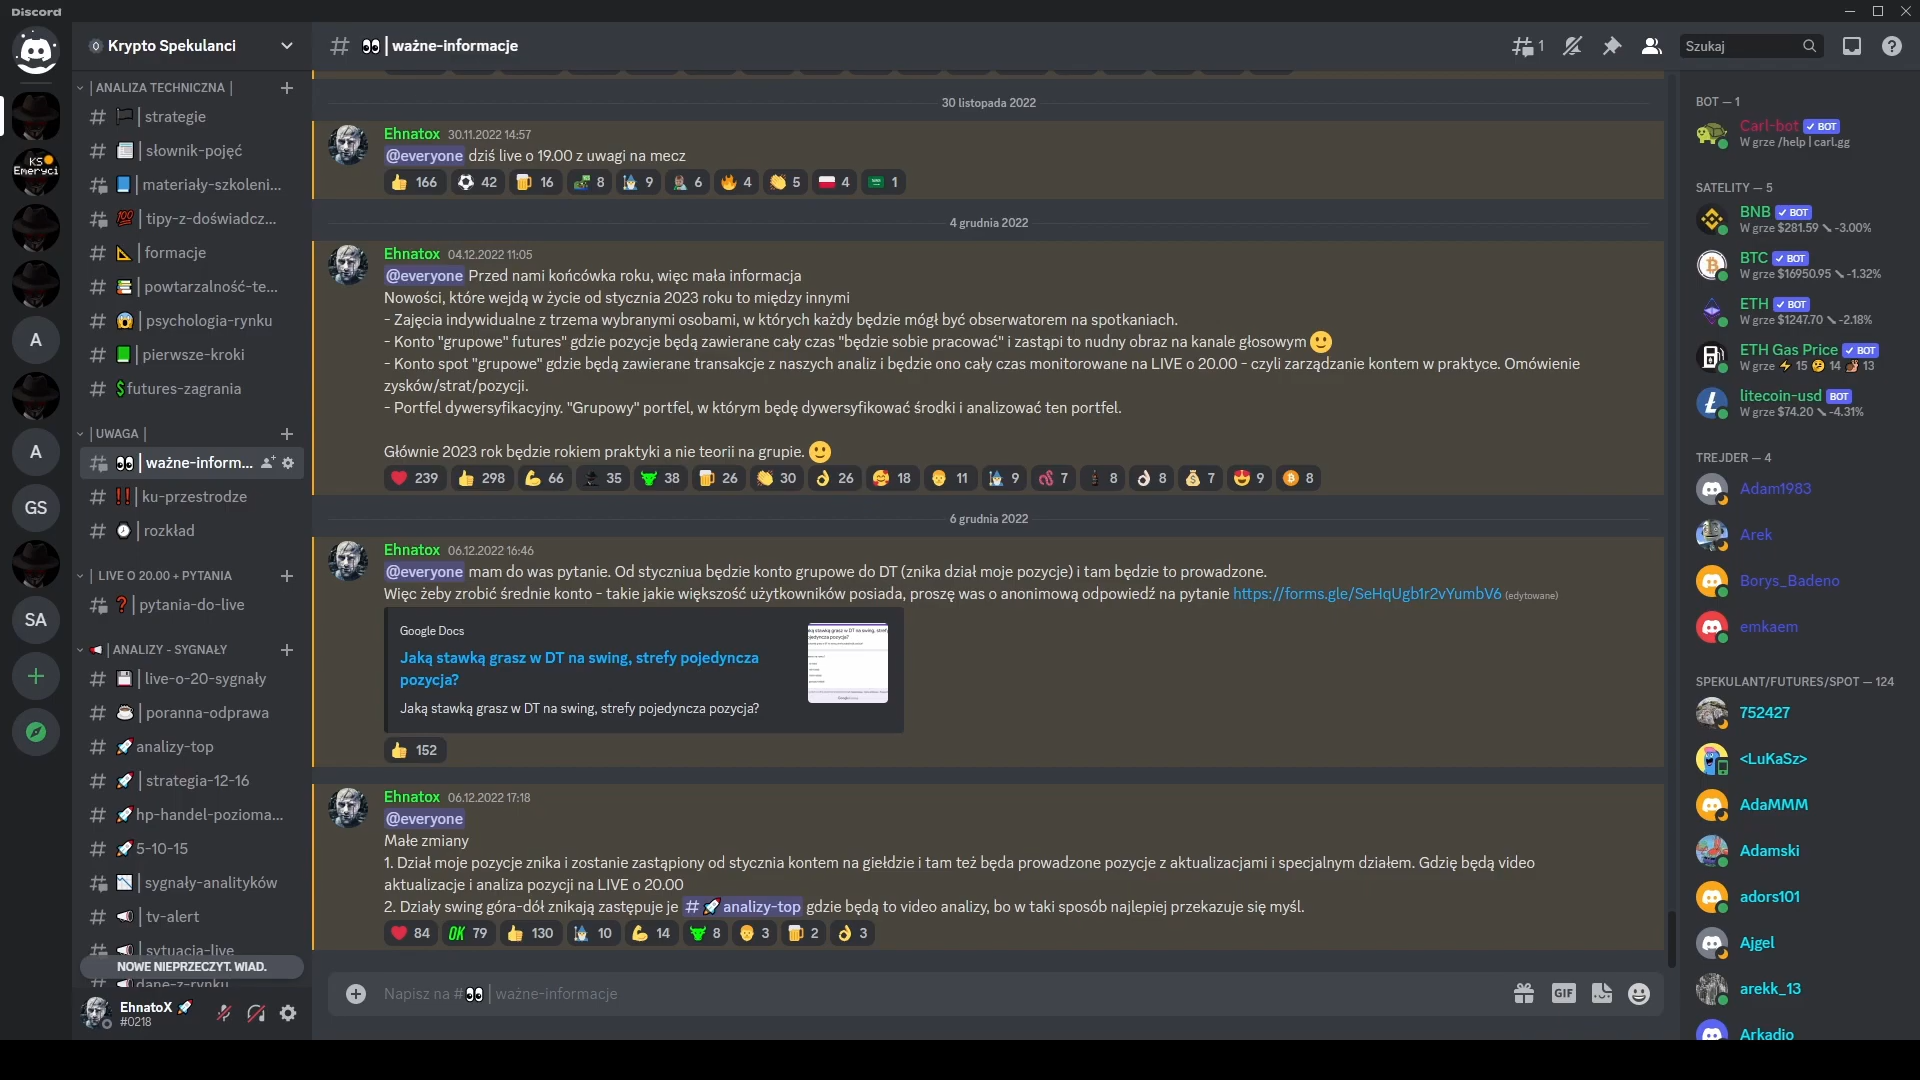 Discord
Krypto Spekulanci
| ANALIZA TECHNICZNA |
| strategie
| słownik-pojęć
| materiały-szkoleni...
| tipy-z-doświadcz...
| formacje
| powtarzalność-te...
| psychologia-rynku
| pierwsze-kroki
$ futures-zagrania
| UWAGA |
| ważne-inform...
| ku-przestrodze
| rozkład
| LIVE O 20.00 + PYTANIA
| pytania-do-live
| ANALIZY - SYGNAŁY
| live-o-20-sygnały
| poranna-odprawa
analizy-top
| strategia-12-16
hp-handel-pozioma...
5-10-15
| sygnały-analityków
| tv-alert
| sytuacja-live
NOWE NIEPRZECZYT. WIAD.
dane-z-rynku
EhnatoX
#0218
KS
Emeryci
A
A
GS
SA
# | ważne-informacje
1
Szukaj
30 listopada 2022
Ehnatox 30.11.2022 14:57
@everyone dziś live o 19.00 z uwagi na mecz
166 42 16 8 9 6 4 5 4 1
4 grudnia 2022
Ehnatox 04.12.2022 11:05
@everyone Przed nami końcówka roku, więc mała informacja
Nowości, które wejdą w życie od stycznia 2023 roku to między innymi
- Zajęcia indywidualne z trzema wybranymi osobami, w których każdy będzie mógł być obserwatorem na spotkaniach.
- Konto "grupowe" futures" gdzie pozycje będą zawierane cały czas "będzie sobie pracować" i zastąpi to nudny obraz na kanale głosowym
- Konto spot "grupowe" gdzie będą zawierane transakcje z naszych analiz i będzie ono cały czas monitorowane na LIVE o 20.00 - czyli zarządzanie kontem w praktyce. Omówienie
zysków/strat/pozycji.
- Portfel dywersyfikacyjny. "Grupowy" portfel, w którym będę dywersyfikować środki i analizować ten portfel.
Głównie 2023 rok będzie rokiem praktyki a nie teorii na grupie.
239 298 66 35 38 26 30 26 18 11 9 7 8 8 7 9 8
6 grudnia 2022
Ehnatox 06.12.2022 16:46
@everyone mam do was pytanie. Od styczniua będzie konto grupowe do DT (znika dział moje pozycje) i tam będzie to prowadzone.
Więc żeby zrobić średnie konto - takie jakie większość użytkowników posiada, proszę was o anonimową odpowiedź na pytanie https://forms.gle/SeHqUgb1r2vYumbV6 (edytowane)
Google Docs
Jaką stawkę grasz w DT na swing, strefy pojedyncza
pozycja?
Jaką stawkę grasz w DT na swing, strefy pojedyncza pozycja?
152
Ehnatox 06.12.2022 17:18
@everyone
Małe zmiany
1. Dział moje pozycje znika i zostanie zastąpiony od stycznia kontem na giełdzie i tam też będa prowadzone pozycje z aktualizacjami i specjalnym działem. Gdzię będą video
aktualizacje i analiza pozycji na LIVE o 20.00
2. Działy swing góra-dół znikają zastępuje je # analizy-top gdzie będą to video analizy, bo w taki sposób najlepiej przekazuje się myśl.
84 OK 79 130 10 14 8 3 2 3
Napisz na # | ważne-informacje
GIF
BOT — 1
Carl-bot BOT
W grze /help | carl.gg
SATELITY — 5
BNB BOT
W grze $281.59 -3.00%
BTC BOT
W grze $16950.95 -1.32%
ETH BOT
W grze $1247.70 -2.18%
ETH Gas Price BOT
W grze 15 14 13
litecoin-usd BOT
W grze $74.20 -4.31%
TREJDER — 4
Adam1983
Arek
Borys_Badeno
emkaem
SPEKULANT/FUTURES/SPOT — 124
752427
<LuKaSz>
AdaMMM
Adamski
adors101
Ajgel
arekk_13
Arkadio